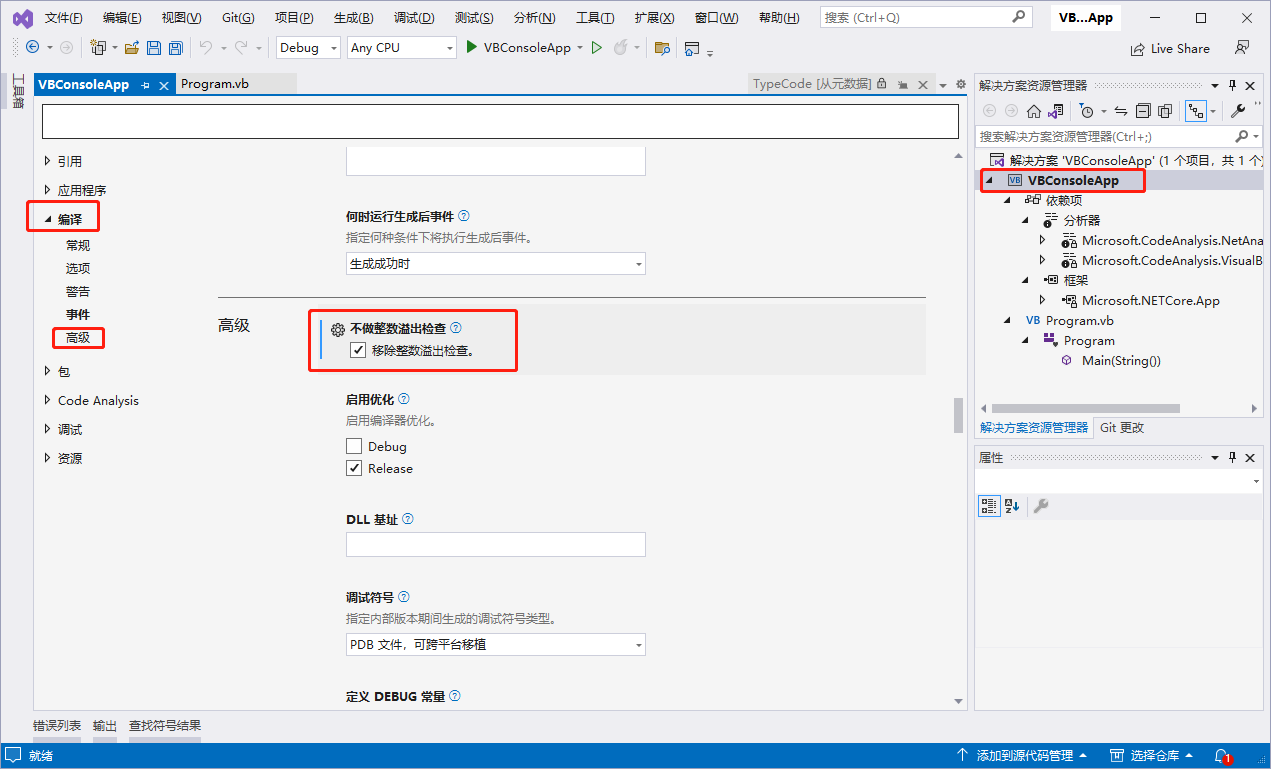 文件(F) 编辑(E) 视图(V) Git(G) 项目(P) 生成(B) 调试(D) 测试(S) 分析(N) 工具(T) 扩展(X) 窗口(W) 帮助(H) 搜索 (Ctrl+Q) VB...App
Debug Any CPU VBConsoleApp Live Share
工具箱
VBConsoleApp Program.vb TypeCode [从元数据]
引用
应用程序
编译
常规
选项
警告
事件
高级
包
Code Analysis
调试
资源
何时运行生成后事件
指定何种条件下将执行生成后事件。
生成成功时
高级
不做整数溢出检查
移除整数溢出检查。
启用优化
启用编译器优化。
Debug
Release
DLL 基址
调试符号
指定内部版本期间生成的调试符号类型。
PDB 文件，可跨平台移植
定义 DEBUG 常量
解决方案资源管理器
搜索解决方案资源管理器(Ctrl+;)
解决方案 'VBConsoleApp' (1 个项目，共 1 个)
VBConsoleApp
依赖项
分析器
Microsoft.CodeAnalysis.NetAna
Microsoft.CodeAnalysis.VisualB
框架
Microsoft.NETCore.App
VB Program.vb
Program
Main(String())
解决方案资源管理器 Git 更改
属性
错误列表 输出 查找符号结果
就绪 添加到源代码管理 选择仓库 1